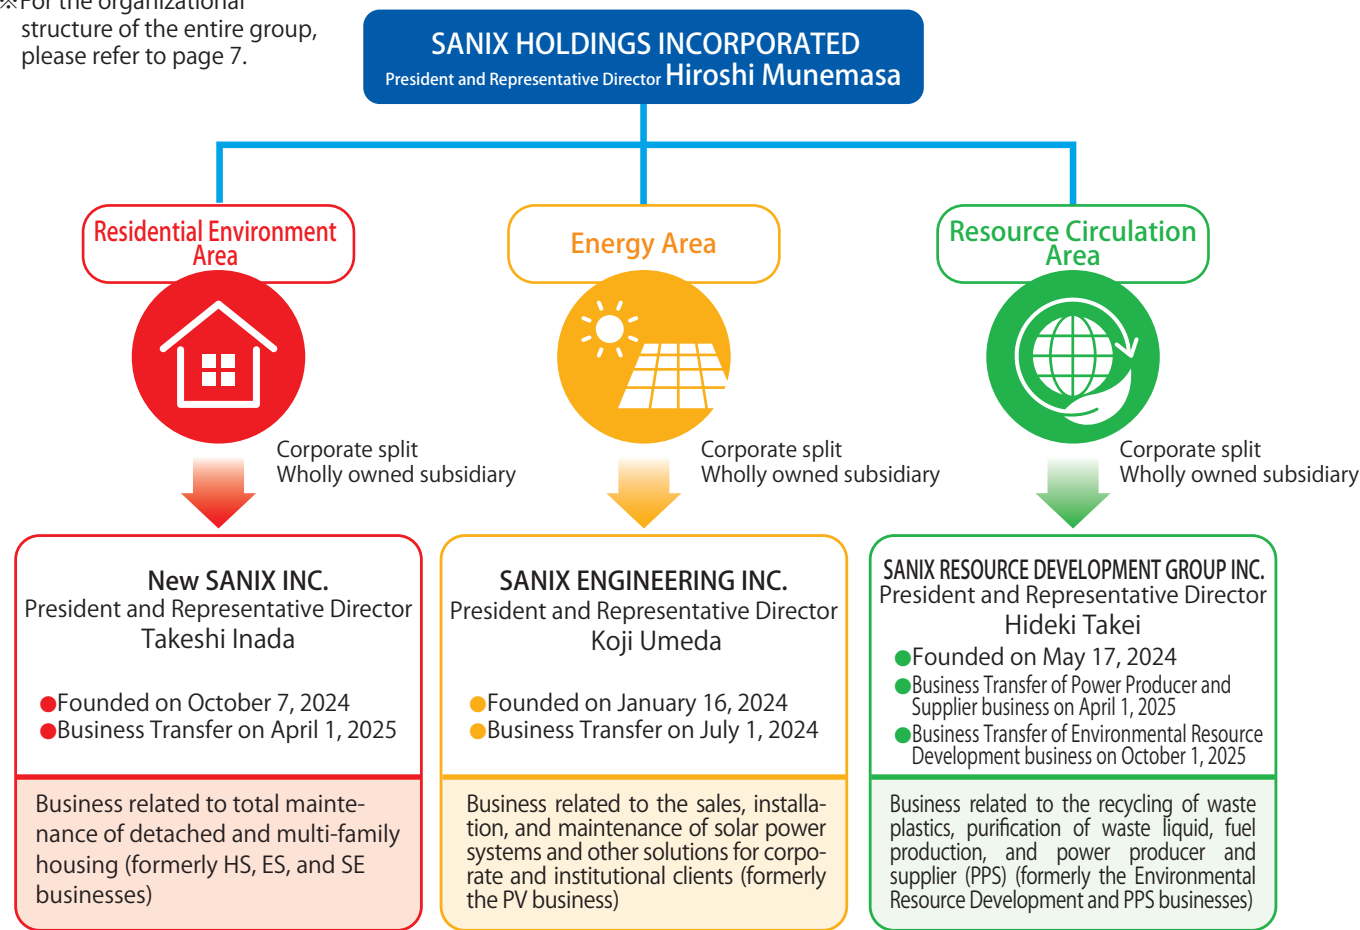 ※For the organizational
structure of the entire group,
please refer to page 7.
SANIX HOLDINGS INCORPORATED
President and Representative Director Hiroshi Munemasa
Residential Environment
Area
Energy Area
Resource Circulation
Area
Corporate split
Wholly owned subsidiary
Corporate split
Wholly owned subsidiary
Corporate split
Wholly owned subsidiary
New SANIX INC.
President and Representative Director
Takeshi Inada
●Founded on October 7, 2024
●Business Transfer on April 1, 2025
Business related to total mainte-
nance of detached and multi-family
housing (formerly HS, ES, and SE
businesses)
SANIX ENGINEERING INC.
President and Representative Director
Koji Umeda
●Founded on January 16, 2024
●Business Transfer on July 1, 2024
Business related to the sales, installa-
tion, and maintenance of solar power
systems and other solutions for corpo-
rate and institutional clients (formerly
the PV business)
SANIX RESOURCE DEVELOPMENT GROUP INC.
President and Representative Director
Hideki Takei
●Founded on May 17, 2024
●Business Transfer of Power Producer and
Supplier business on April 1, 2025
●Business Transfer of Environmental Resource
Development business on October 1, 2025
Business related to the recycling of waste
plastics, purification of waste liquid, fuel
production, and power producer and
supplier (PPS) (formerly the Environmental
Resource Development and PPS businesses)